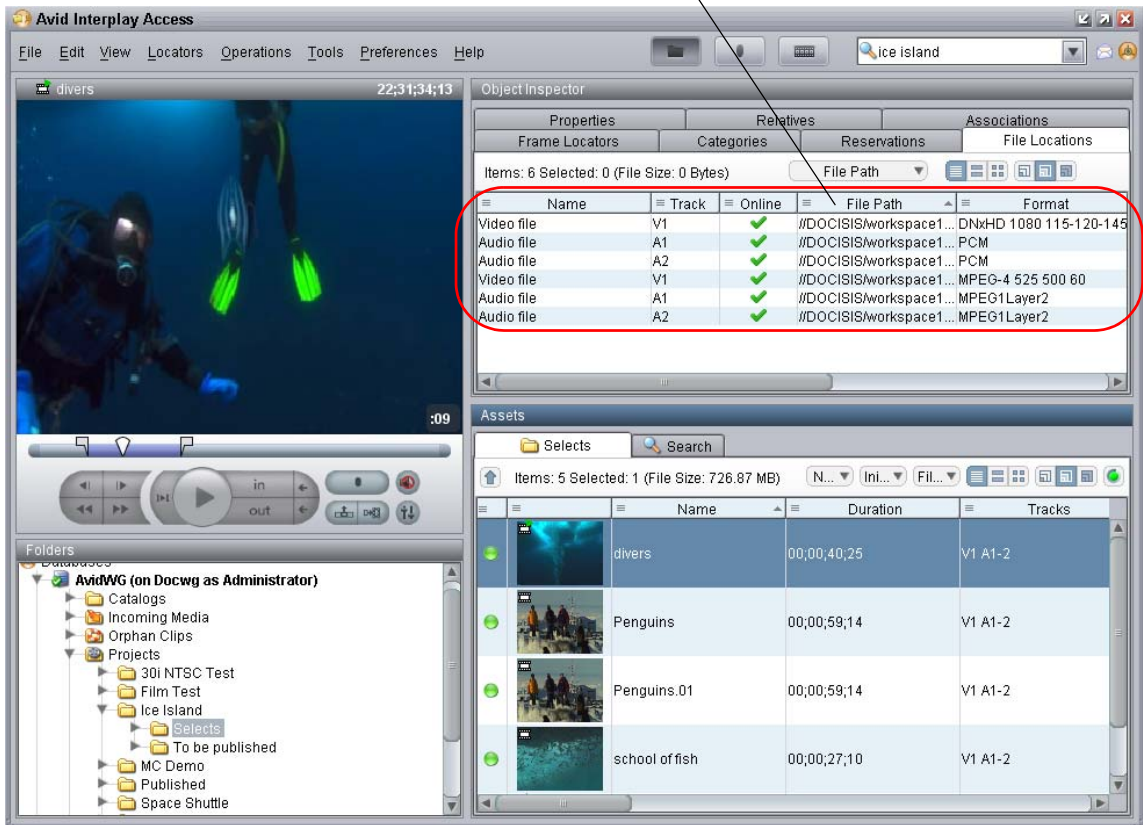 Avid Interplay Access
File Edit View Locators Operations Tools Preferences Help
ice island
divers 22;31;34;13
:09
in
out
Object Inspector
Properties Relatives Associations
Frame Locators Categories Reservations File Locations
Items: 6 Selected: 0 (File Size: 0 Bytes) File Path
Name Track Online File Path Format
Video file V1 //DOCISIS/workspace1... DNxHD 1080 115-120-145
Audio file A1 //DOCISIS/workspace1... PCM
Audio file A2 //DOCISIS/workspace1... PCM
Video file V1 //DOCISIS/workspace1... MPEG-4 525 500 60
Audio file A1 //DOCISIS/workspace1... MPEG1Layer2
Audio file A2 //DOCISIS/workspace1... MPEG1Layer2
Assets
Selects Search
Items: 5 Selected: 1 (File Size: 726.87 MB) N... Ini... Fil...
Name Duration Tracks
divers 00;00;40;25 V1 A1-2
Penguins 00;00;59;14 V1 A1-2
Penguins.01 00;00;59;14 V1 A1-2
school of fish 00;00;27;10 V1 A1-2
Folders
Databases
AvidWG (on Docwg as Administrator)
Catalogs
Incoming Media
Orphan Clips
Projects
30i NTSC Test
Film Test
Ice Island
Selects
To be published
MC Demo
Published
Space Shuttle